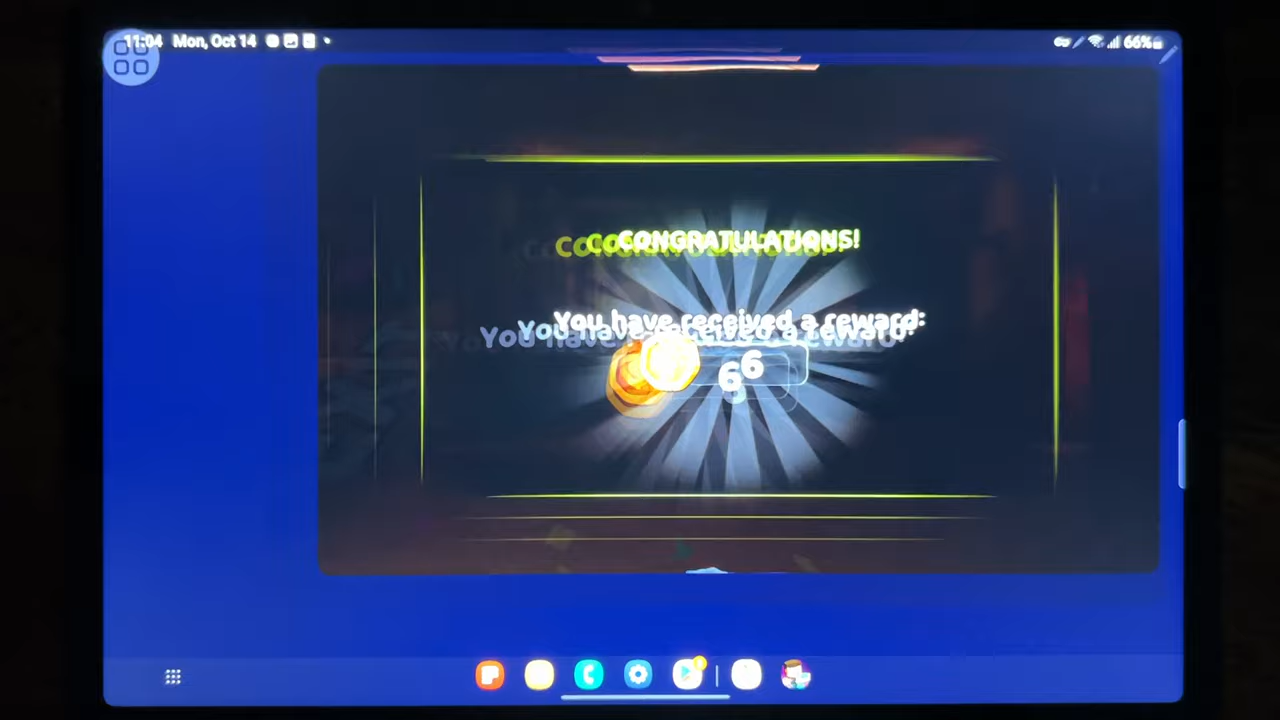 11:04 Mon, Oct 14
66%
CONGRATULATIONS!
You have received a reward:
6